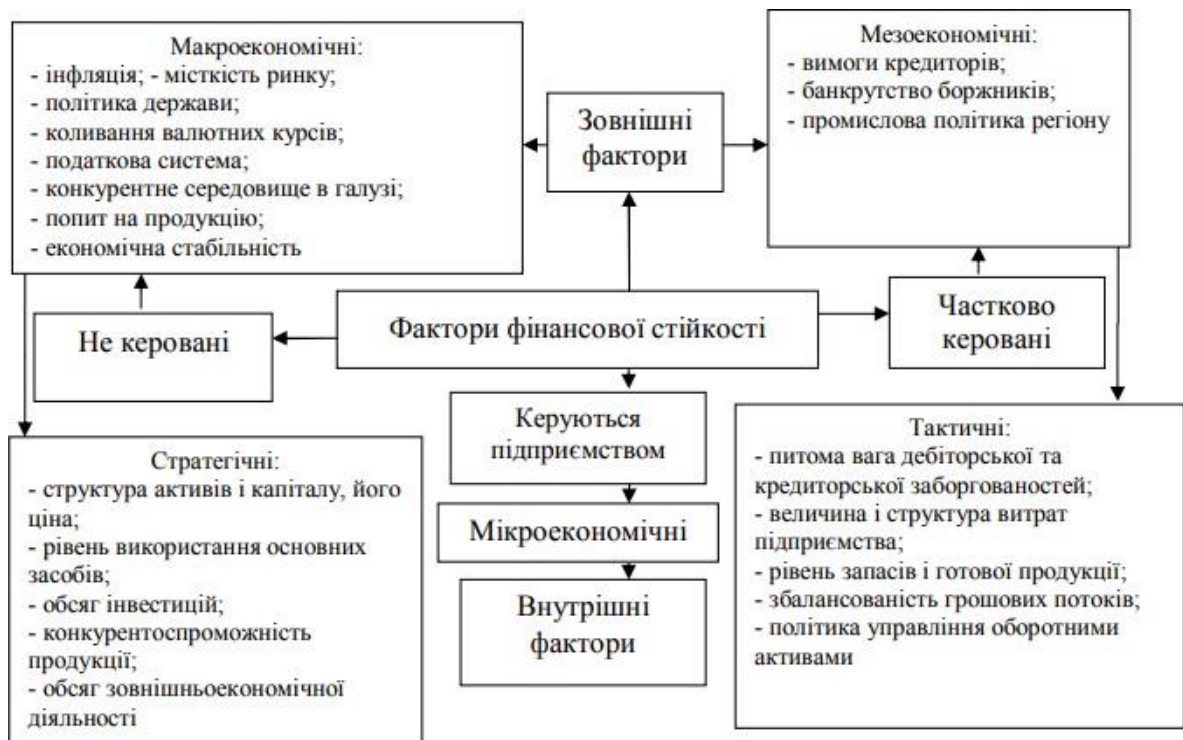 Макроекономічні:
- інфляція; - місткість ринку;
- політика держави;
- коливання валютних курсів;
- податкова система;
- конкурентне середовище в галузі;
- попит на продукцію;
- економічна стабільність
Зовнішні
фактори
Мезоекономічні:
- вимоги кредиторів;
- банкрутство боржників;
- промислова політика регіону
Не керовані
Фактори фінансової стійкості
Частково
керовані
Керуються
підприємством
Мікроекономічні
Внутрішні
фактори
Стратегічні:
- структура активів і капіталу, його
ціна;
- рівень використання основних
засобів;
- обсяг інвестицій;
- конкурентоспроможність
продукції;
- обсяг зовнішньоекономічної
діяльності
Тактичні:
- питома вага дебіторської та
кредиторської заборгованостей;
- величина і структура витрат
підприємства;
- рівень запасів і готової продукції;
- збалансованість грошових потоків;
- політика управління оборотними
активами